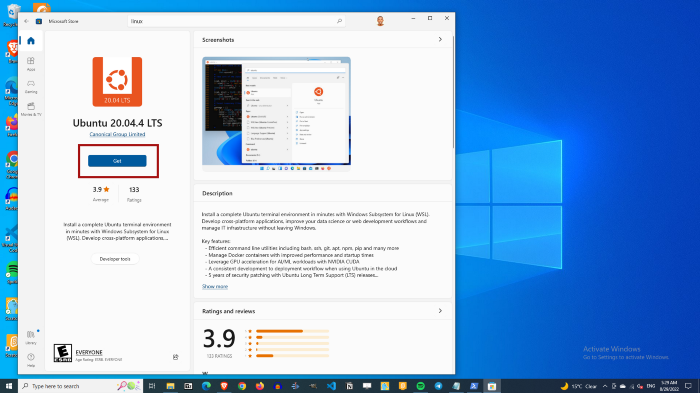 Microsoft Store
linux
Apps
Gaming
Movies & TV
Library
Help
20.04 LTS
Ubuntu 20.04.4 LTS
Canonical Group Limited
Get
3.9
Average
133
Ratings
Install a complete Ubuntu terminal environment
in minutes with Windows Subsystem for Linux
(WSL). Develop cross-platform applications,...
Developer tools
EVERYONE
Age Rating: ESRB: EVERYONE
Screenshots
Description
Install a complete Ubuntu terminal environment in minutes with Windows Subsystem for Linux (WSL).
Develop cross-platform applications, improve your data science or web development workflows and
manage IT infrastructure without leaving Windows.
Key features:
- Efficient command line utilities including bash, ssh, git, apt, npm, pip and many more
- Manage Docker containers with improved performance and startup times
- Leverage GPU acceleration for AI/ML workloads with NVIDIA CUDA
- A consistent development to deployment workflow when using Ubuntu in the cloud
- 5 years of security patching with Ubuntu Long Term Support (LTS) releases...
Show more
Ratings and reviews
3.9
133 RATINGS
5
4
3
2
1
Activate Windows
Go to Settings to activate Windows.
Type here to search
15°C Clear
ENG
5:29 AM
8/29/2022